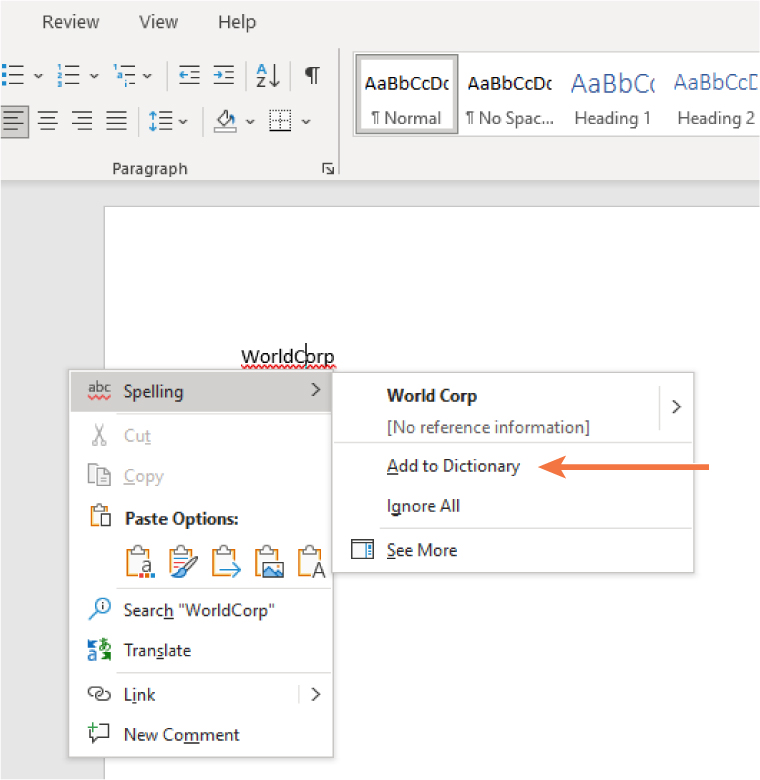 Review View Help
AaBbCcDc AaBbCcDc AaBbC( AaBbCcD
¶ Normal ¶ No Spac... Heading 1 Heading 2
Paragraph
WorldCorp
abc Spelling
Cut
Copy
Paste Options:
Search "WorldCorp"
Translate
Link
New Comment
World Corp
[No reference information]
Add to Dictionary
Ignore All
See More